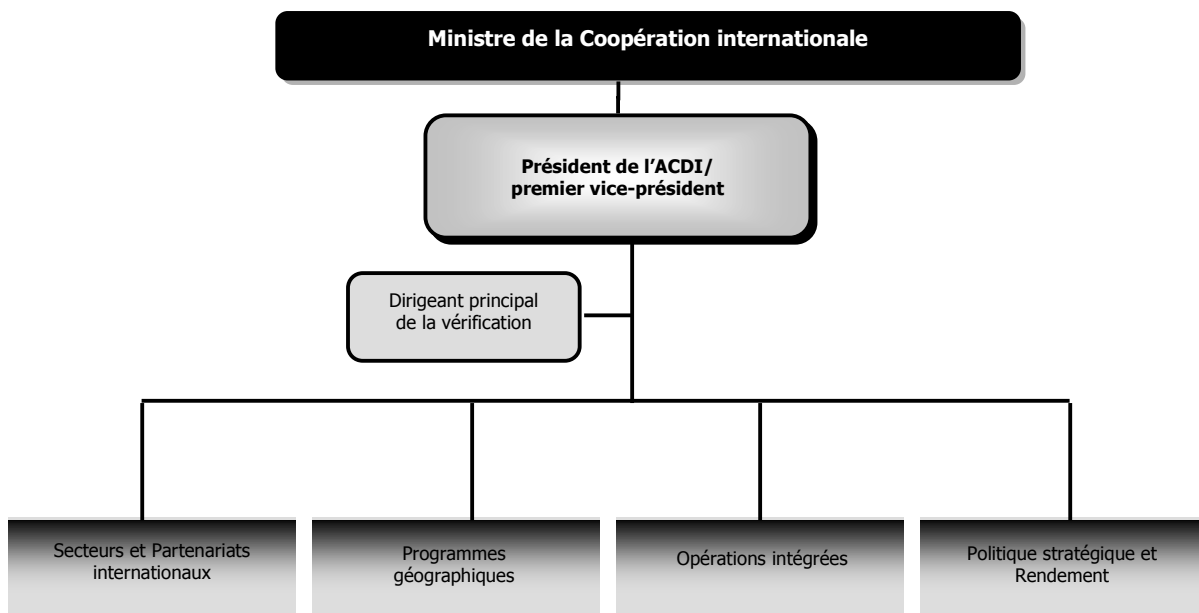 Ministre de la Coopération internationale
Président de l’ACDI/
premier vice-président
Dirigeant principal
de la vérification
Secteurs et Partenariats
internationaux
Programmes
géographiques
Opérations intégrées
Politique stratégique et
Rendement